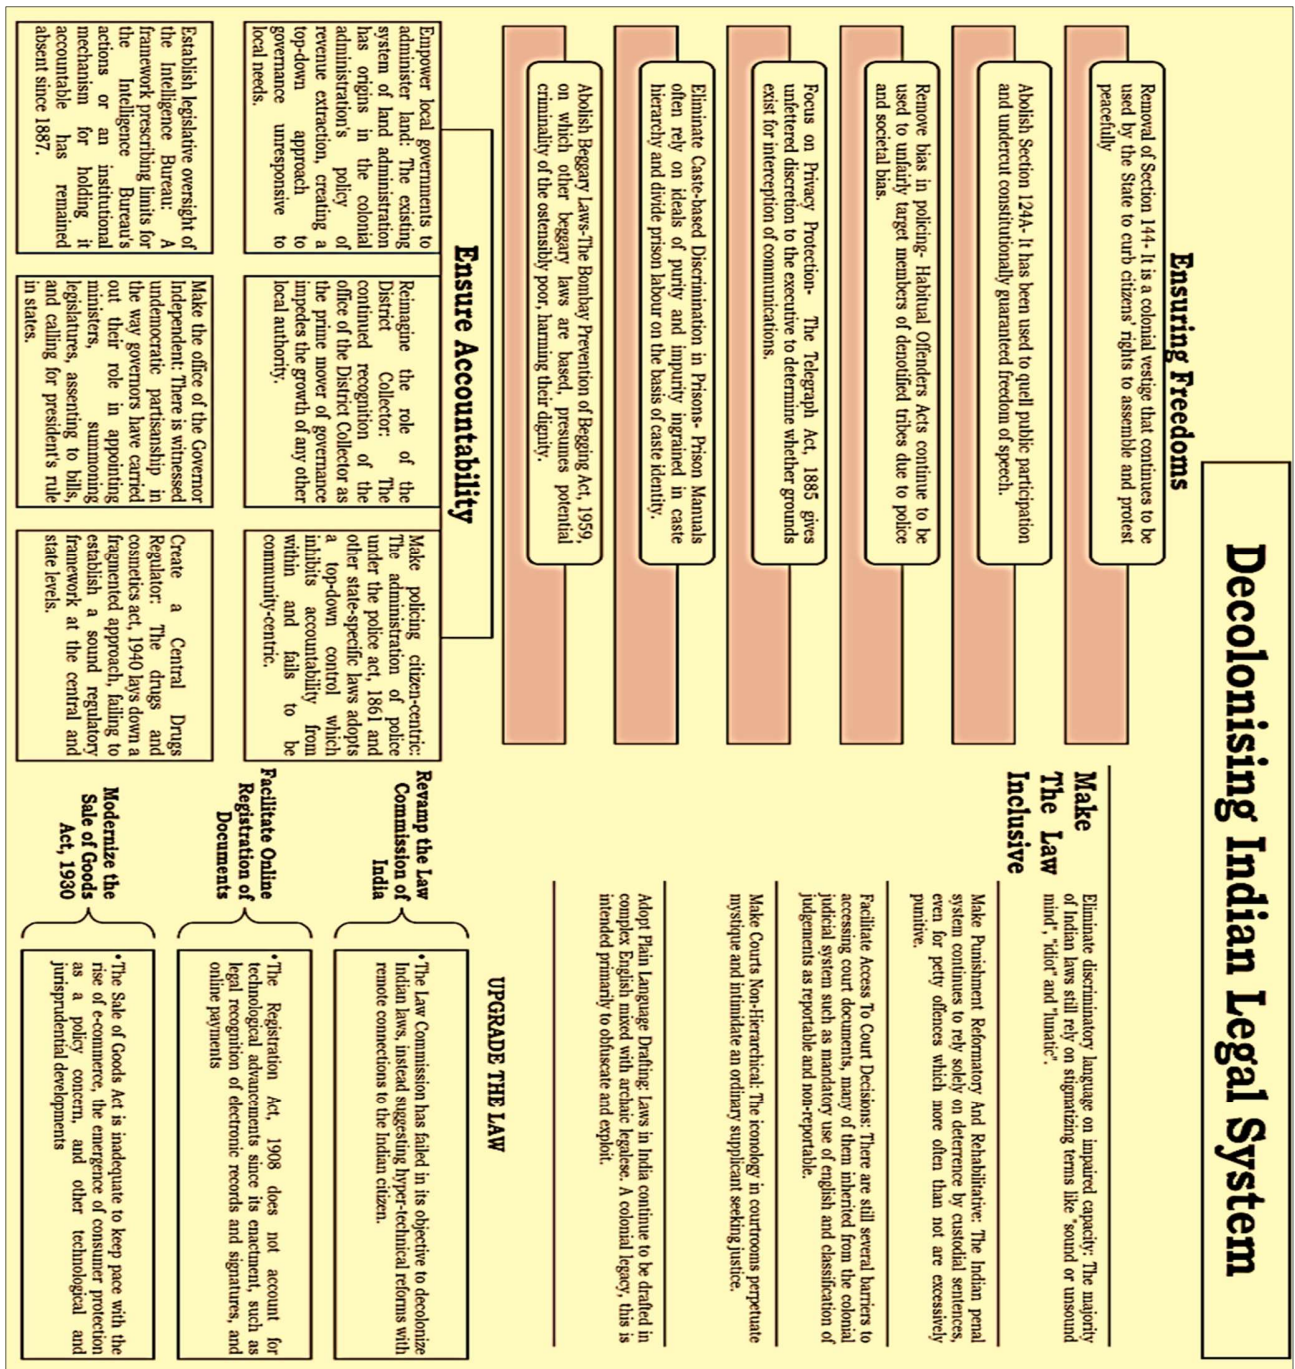 Decolonising Indian Legal System
Ensuring Freedoms
Removal of Section 144- It is a colonial vestige that continues to be
used by the State to curb citizens' rights to assemble and protest
peacefully
Abolish Section 124A- It has been used to quell public participation
and undercut constitutionally guaranteed freedom of speech.
Remove bias in policing- Habitual Offenders Acts continue to be
used to unfairly target members of denotified tribes due to police
and societal bias.
Focus on Privacy Protection- The Telegraph Act, 1885 gives
unfettered discretion to the executive to determine whether grounds
exist for interception of communications.
Eliminate Caste-based Discrimination in Prisons- Prison Manuals
often rely on ideals of purity and impurity ingrained in caste
hierarchy and divide prison labour on the basis of caste identity.
Abolish Beggary Laws-The Bombay Prevention of Begging Act, 1959,
on which other beggary laws are based, presumes potential
criminality of the ostensibly poor, harming their dignity.
Make
The Law
Inclusive
Eliminate discriminatory language on impaired capacity: The majority
of Indian laws still rely on stigmatizing terms like "sound or unsound
mind", "idiot" and "lunatic".
Make Punishment Reformatory And Rehabilitative: The Indian penal
system continues to rely solely on deterrence by custodial sentences,
even for petty offences which more often than not are excessively
punitive.
Facilitate Access To Court Decisions: There are still several barriers to
accessing court documents, many of them inherited from the colonial
judicial system such as mandatory use of english and classification of
judgements as reportable and non-reportable.
Make Courts Non-Hierarchical: The iconology in courtrooms perpetuate
mystique and intimidate an ordinary supplicant seeking justice.
Adopt Plain Language Drafting: Laws in India continue to be drafted in
complex English mixed with archaic legalese. A colonial legacy, this is
intended primarily to obfuscate and exploit.
Ensure Accountability
Empower local governments to
administer land: The existing
system of land administration
has origins in the colonial
administration's policy of
revenue extraction, creating a
top-down approach to
governance unresponsive to
local needs.
Reimagine the role of the
District Collector: The
continued recognition of the
office of the District Collector as
the prime mover of governance
impedes the growth of any other
local authority.
Make policing citizen-centric:
The administration of police
under the police act, 1861 and
other state-specific laws adopts
a top-down control which
inhibits accountability from
within and fails to be
community-centric.
Establish legislative oversight of
the Intelligence Bureau: A
framework prescribing limits for
the Intelligence Bureau's
actions or an institutional
mechanism for holding it
accountable has remained
absent since 1887.
Make the office of the Governor
Independent: There is witnessed
undemocratic partisanship in
the way governors have carried
out their role in appointing
ministers, summoning
legislatures, assenting to bills,
and calling for president's rule
in states.
Create a Central Drugs
Regulator: The drugs and
cosmetics act, 1940 lays down a
fragmented approach, failing to
establish a sound regulatory
framework at the central and
state levels.
UPGRADE THE LAW
Revamp the Law
Commission of
India
•The Law Commission has failed in its objective to decolonize
Indian laws, instead suggesting hyper-technical reforms with
remote connections to the Indian citizen.
Facilitate Online
Registration of
Documents
•The Registration Act, 1908 does not account for
technological advancements since its enactment, such as
legal recognition of electronic records and signatures, and
online payments
Modernize the
Sale of Goods
Act, 1930
•The Sale of Goods Act is inadequate to keep pace with the
rise of e-commerce, the emergence of consumer protection
as a policy concern, and other technological and
jurisprudential developments